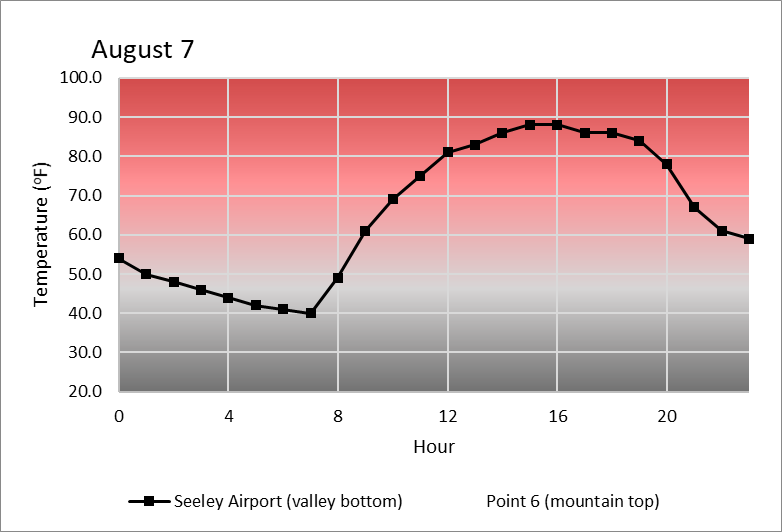 August 7
100.0
90.0
80.0
70.0
60.0
50.0
40.0
30.0
20.0
Temperature (ºF)
0 4 8 12 16 20
Hour
Seeley Airport (valley bottom) Point 6 (mountain top)